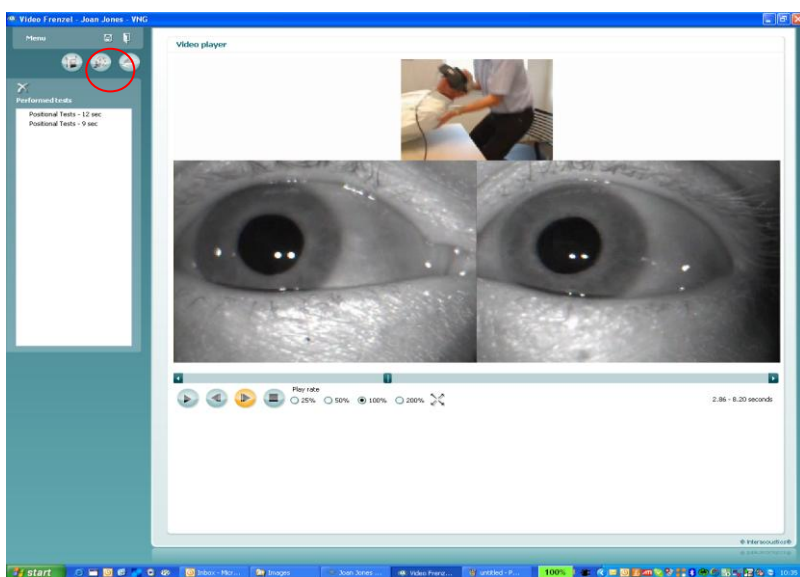 Video Frenzel - Joan Jones - VNG
Menu
Video player
Performed tests
Positional Tests - 12 sec
Positional Tests - 9 sec
Play rate
25% 50% 100% 200%
2.86 - 8.20 seconds
© Interacoustics®
start Inbox - Micr... Images Joan Jones ... Video Frenz... untitled - P... 100% 10:35